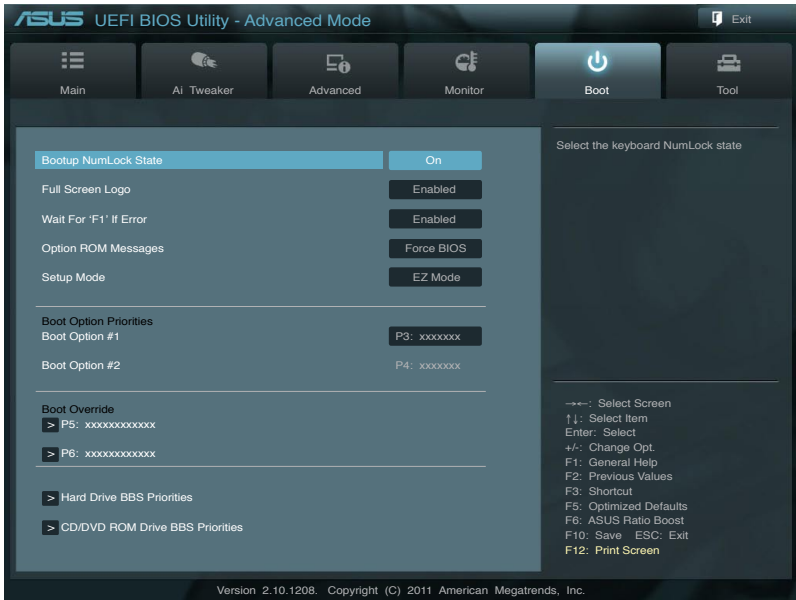 ASUS UEFI BIOS Utility - Advanced Mode
Exit
Main
Ai Tweaker
Advanced
Monitor
Boot
Tool
Bootup NumLock State On
Full Screen Logo Enabled
Wait For ‘F1’ If Error Enabled
Option ROM Messages Force BIOS
Setup Mode EZ Mode
Boot Option Priorities
Boot Option #1 P3: xxxxxxx
Boot Option #2 P4: xxxxxxx
Boot Override
> P5: xxxxxxxxxxxx
> P6: xxxxxxxxxxxx
> Hard Drive BBS Priorities
> CD/DVD ROM Drive BBS Priorities
Select the keyboard NumLock state
→←: Select Screen
↑↓: Select Item
Enter: Select
+/-: Change Opt.
F1: General Help
F2: Previous Values
F3: Shortcut
F5: Optimized Defaults
F6: ASUS Ratio Boost
F10: Save ESC: Exit
F12: Print Screen
Version 2.10.1208. Copyright (C) 2011 American Megatrends, Inc.